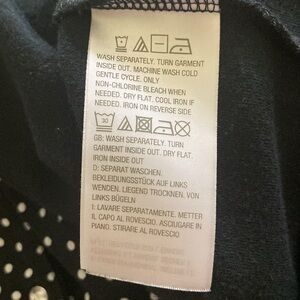 WASH SEPARATELY. TURN GARMENT
INSIDE OUT. MACHINE WASH COLD
GENTLE CYCLE. ONLY
NON-CHLORINE BLEACH WHEN
NEEDED. DRY FLAT. COOL IRON IF
NEEDED. IRON ON REVERSE SIDE
30
GB: WASH SEPARATELY. TURN
GARMENT INSIDE OUT. DRY FLAT.
IRON INSIDE OUT
D: SEPARAT WASCHEN.
BEKLEIDUNGSSTÜCK AUF LINKS
WENDEN. LIEGEND TROCKNEN. VON
LINKS BÜGELN
I: LAVARE SEPARATAMENTE. METTER
IL CAPO AL ROVESCIO. ASCIUGARE IN
PIANO. STIRARE AL ROVESCIO